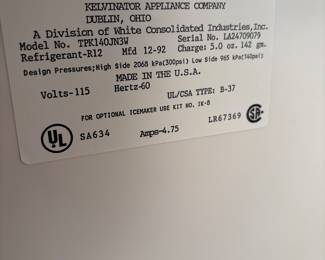 KELVINATOR APPLIANCE COMPANY
DUBLIN, OHIO
A Division of White Consolidated Industries, Inc.
Model No. TPK140JN3W Serial No. LA24709079
Refrigerant-R12 Mfd 12-92 Charge: 5.0 oz. 142 gm.
Design Pressures; High Side 2068 kPa(300psi) Low Side 965 kPa(140psi)
MADE IN THE U.S.A.
Volts-115 Hertz-60
UL/CSA TYPE: B-37
FOR OPTIONAL ICEMAKER USE KIT NO. IK-8
UL SA634 Amps-4.75 LR67369 SA